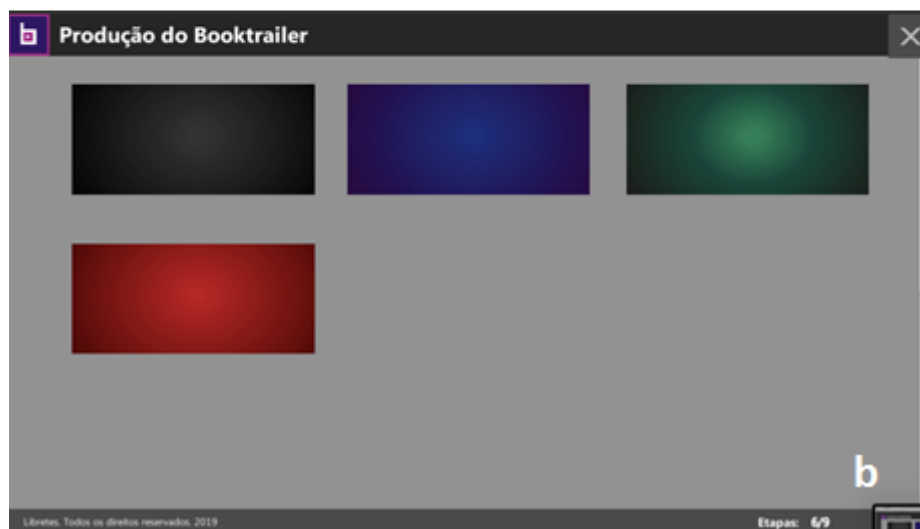 b Produção do Booktrailer
b
Libretes. Todos os direitos reservados. 2019
Etapas: 6/9